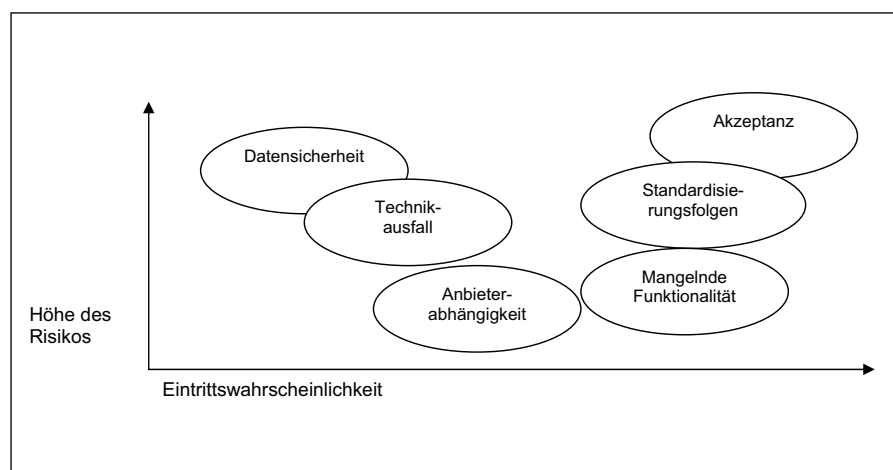 Akzeptanz
Datensicherheit
Standardisie-
rungsfolgen
Technik-
ausfall
Mangelnde
Funktionalität
Anbieter-
abhängigkeit
Höhe des
Risikos
Eintrittswahrscheinlichkeit